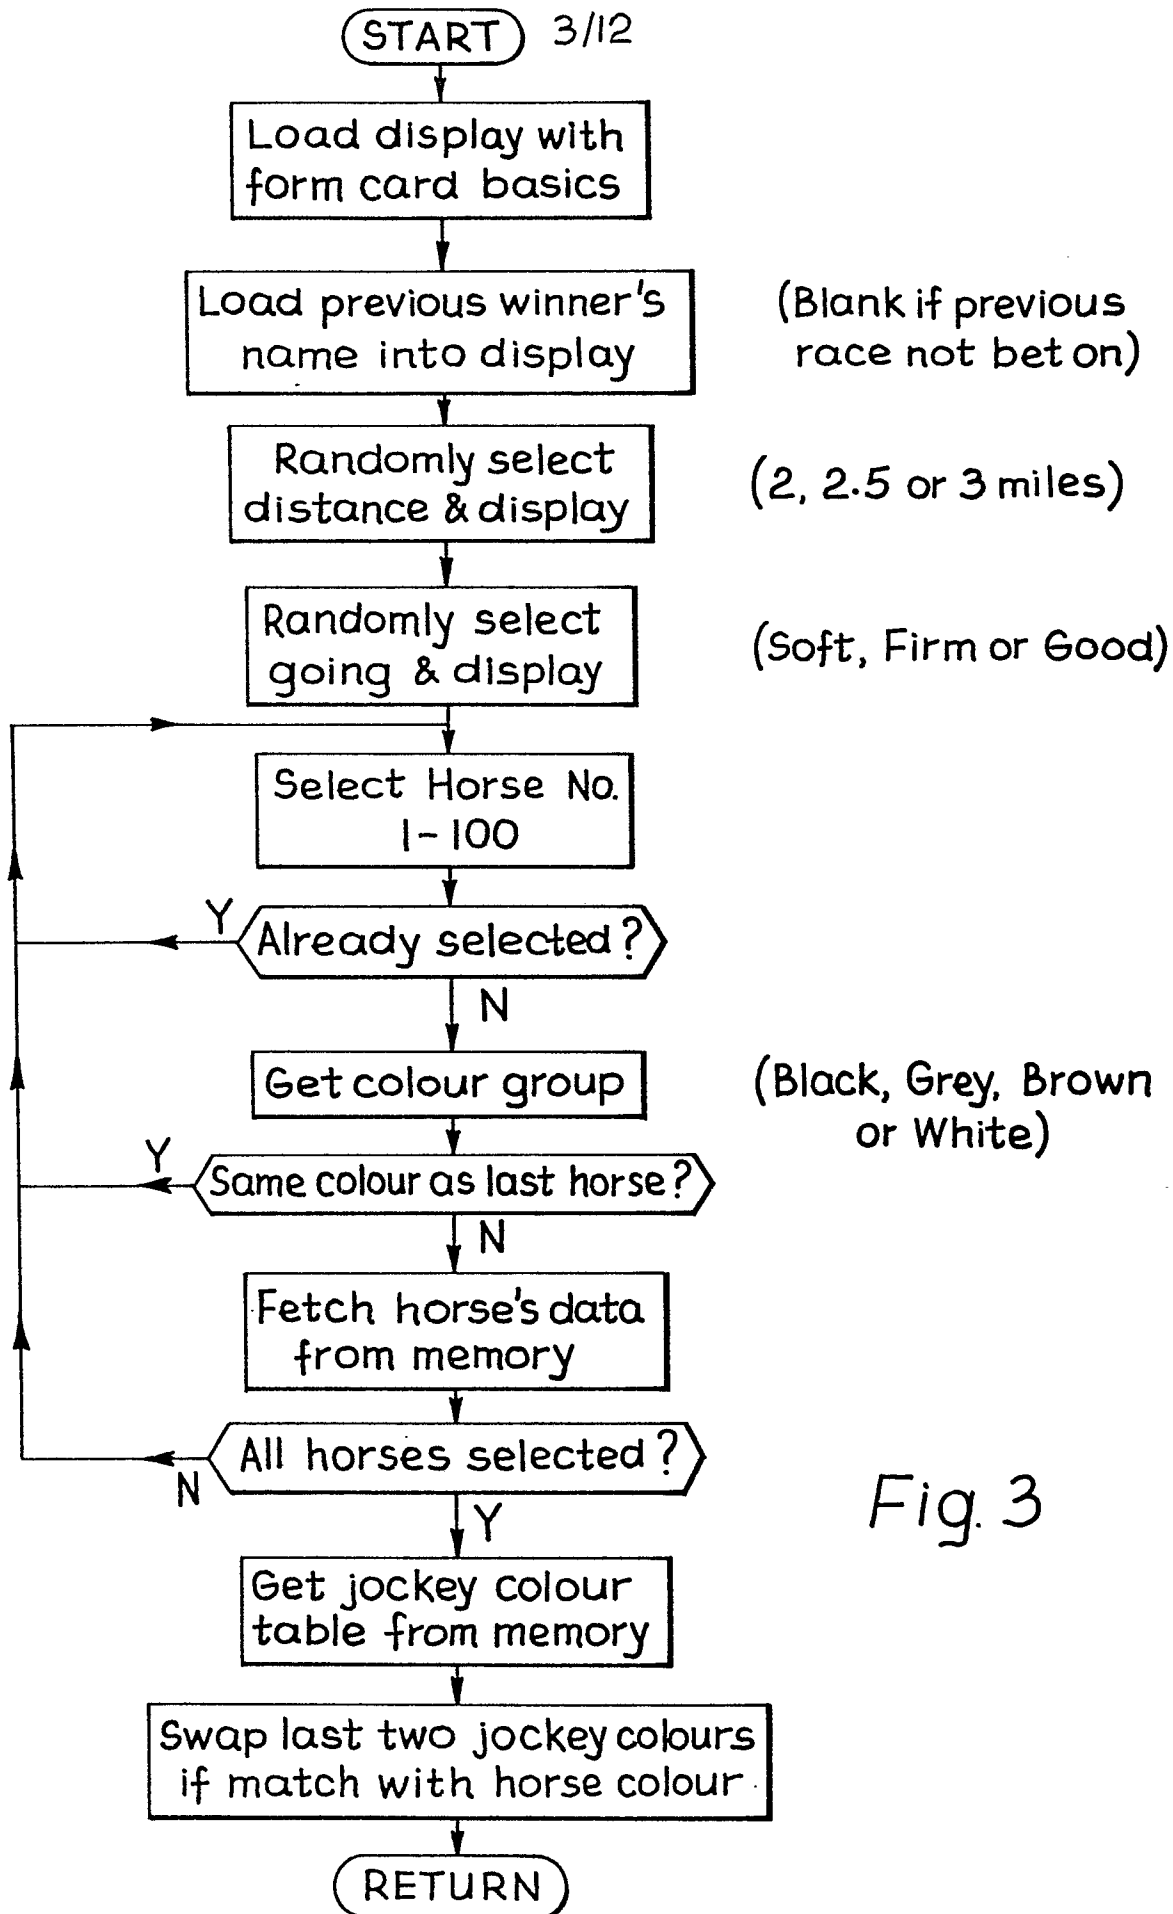 START 3/12
Load display with
form card basics
Load previous winner's
name into display
(Blank if previous
race not bet on)
Randomly select
distance & display
(2, 2.5 or 3 miles)
Randomly select
going & display
(Soft, Firm or Good)
Select Horse No.
1-100
Already selected?
Y
N
Get colour group
(Black, Grey, Brown
or White)
Same colour as last horse?
Y
N
Fetch horse's data
from memory
All horses selected?
N
Y
Fig. 3
Get jockey colour
table from memory
Swap last two jockey colours
if match with horse colour
RETURN